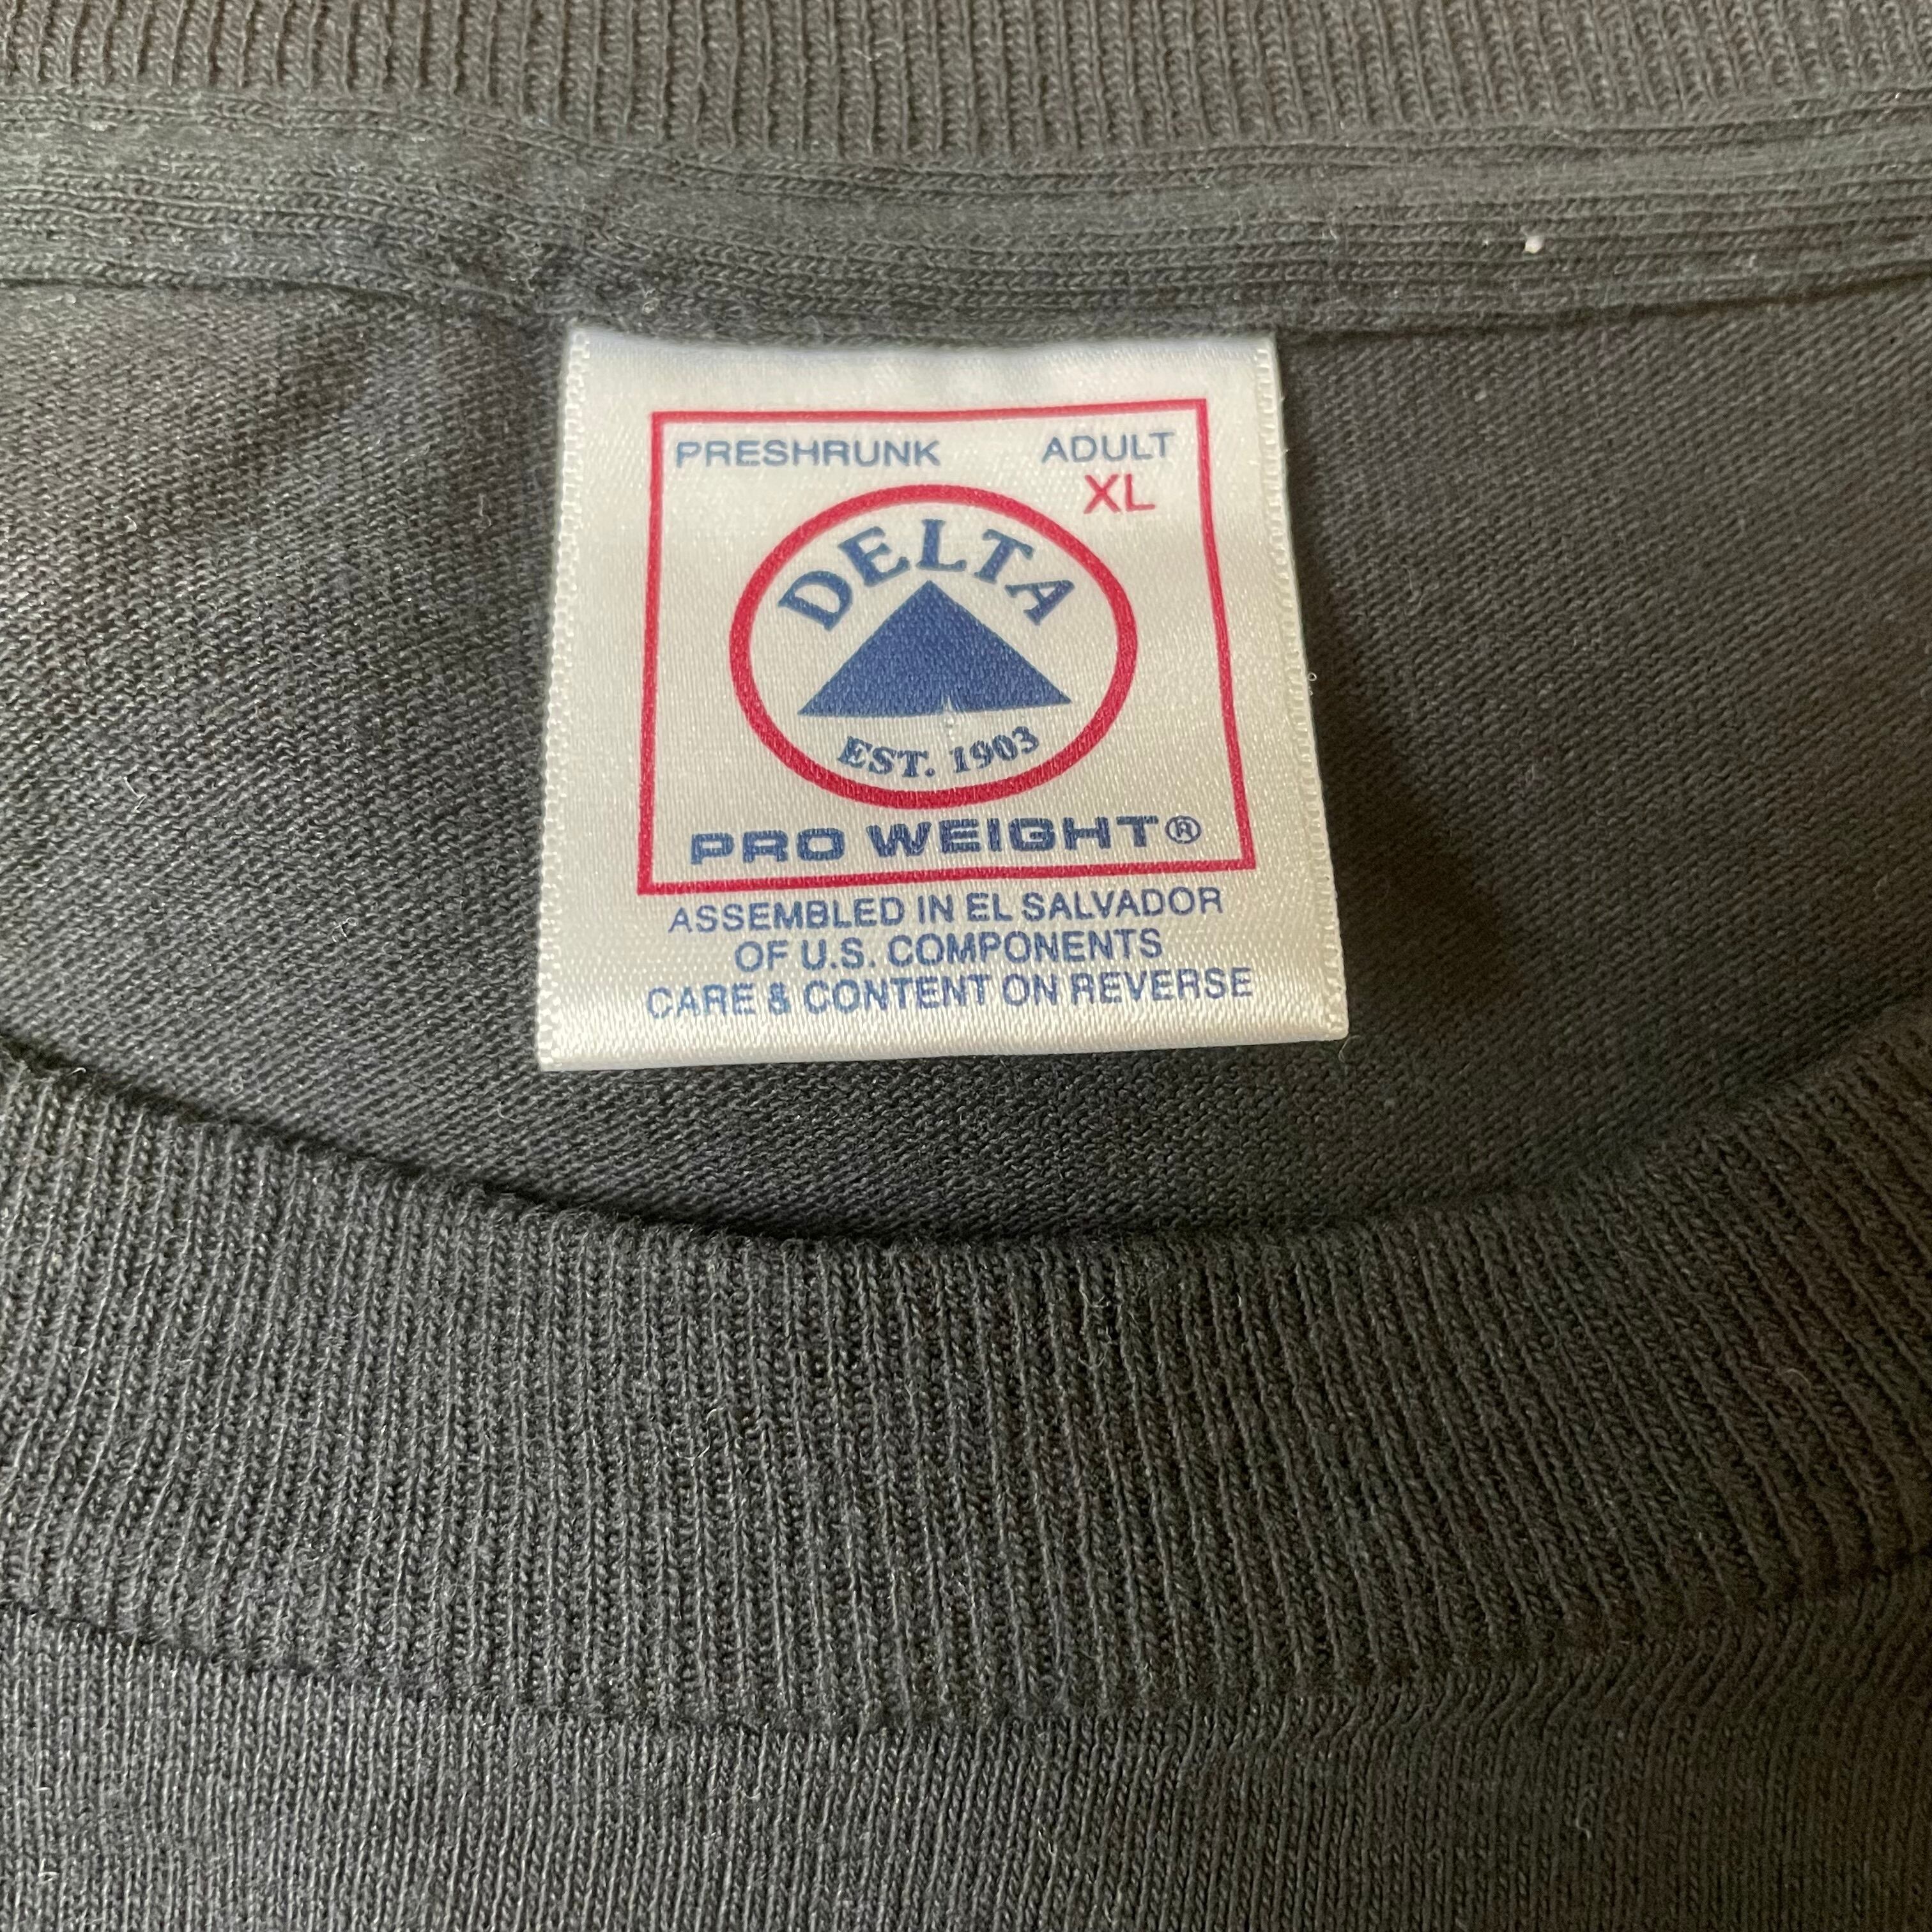 PRESHRUNK ADULT
XL
DELTA
EST. 1903
PRO WEIGHT®
ASSEMBLED IN EL SALVADOR
OF U.S. COMPONENTS
CARE & CONTENT ON REVERSE